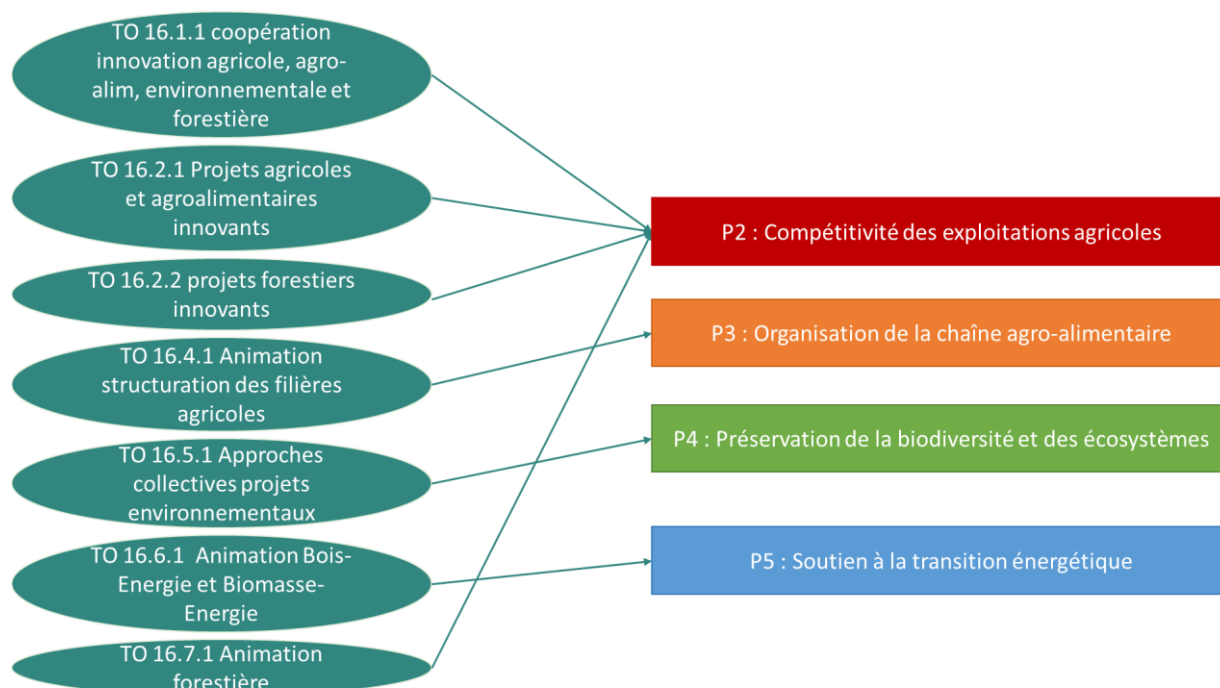 TO 16.1.1 coopération
innovation agricole, agro-
alim, environnementale et
forestière
TO 16.2.1 Projets agricoles
et agroalimentaires
innovants
TO 16.2.2 projets forestiers
innovants
TO 16.4.1 Animation
structuration des filières
agricoles
TO 16.5.1 Approches
collectives projets
environnementaux
TO 16.6.1 Animation Bois-
Energie et Biomasse-
Energie
TO 16.7.1 Animation
forestière
P2 : Compétitivité des exploitations agricoles
P3 : Organisation de la chaîne agro-alimentaire
P4 : Préservation de la biodiversité et des écosystèmes
P5 : Soutien à la transition énergétique